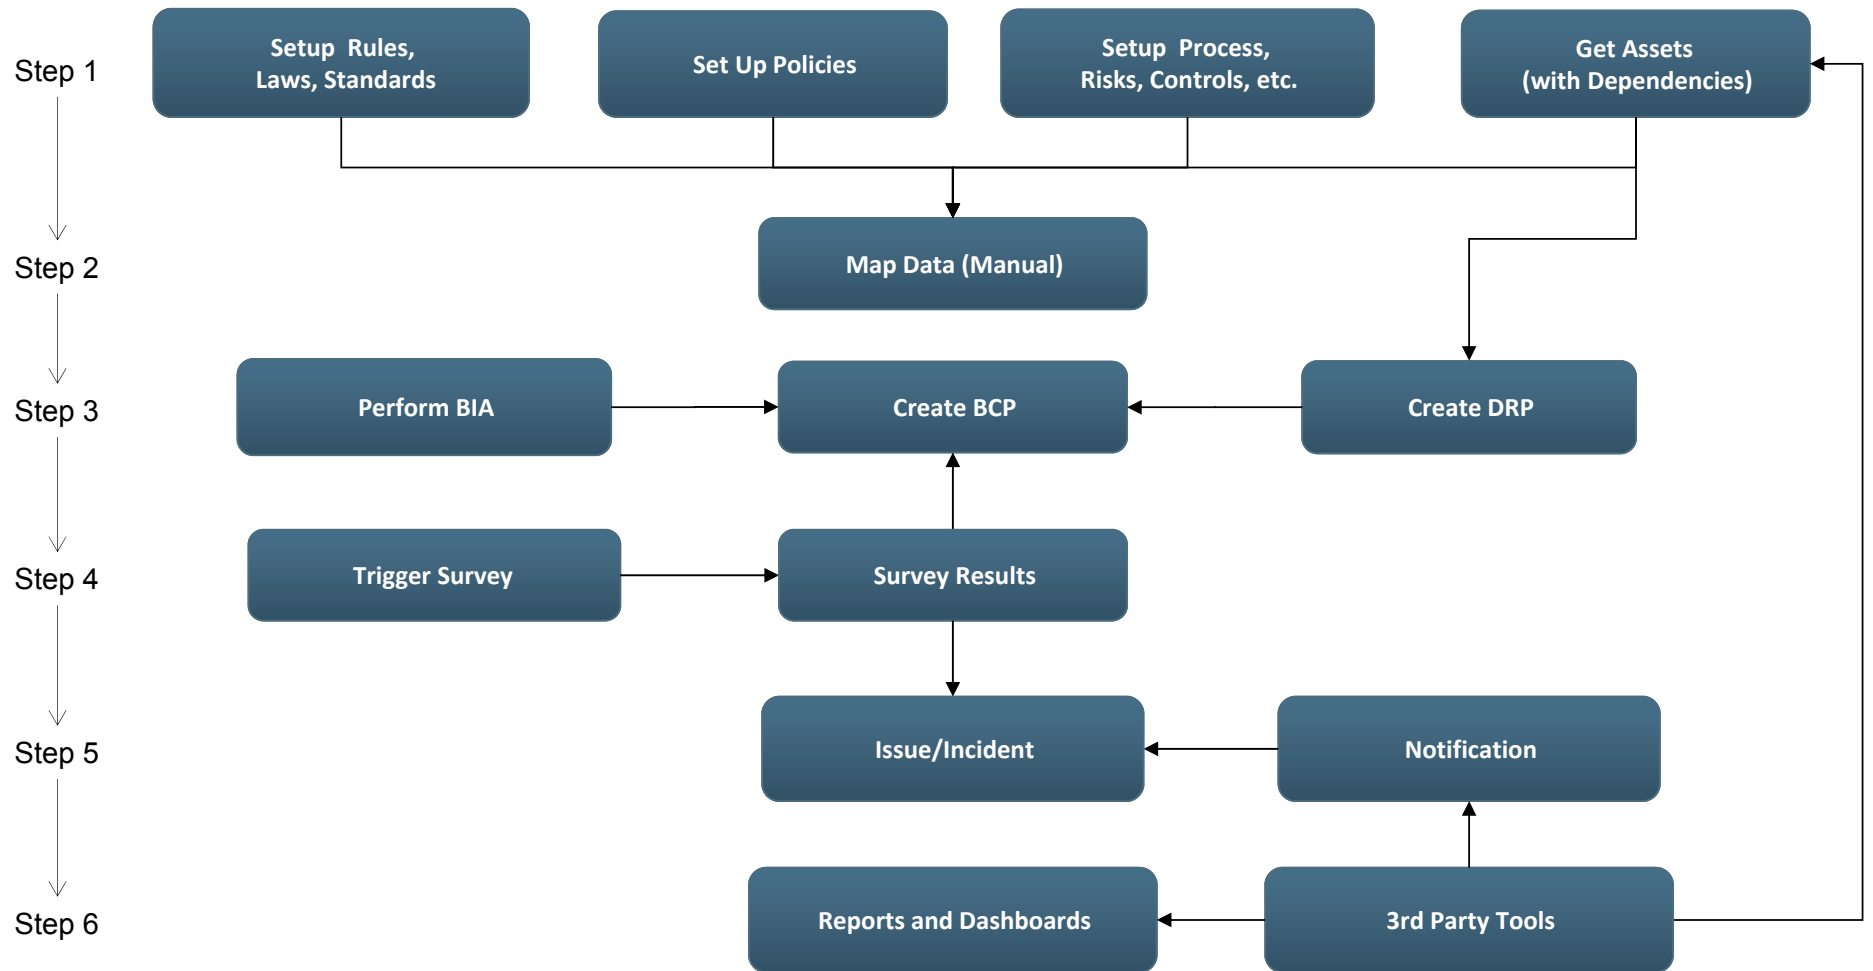 Step 1
Setup Rules,
Laws, Standards
Set Up Policies
Setup Process,
Risks, Controls, etc.
Get Assets
(with Dependencies)
Step 2
Map Data (Manual)
Step 3
Perform BIA
Create BCP
Create DRP
Step 4
Trigger Survey
Survey Results
Step 5
Issue/Incident
Notification
Step 6
Reports and Dashboards
3rd Party Tools